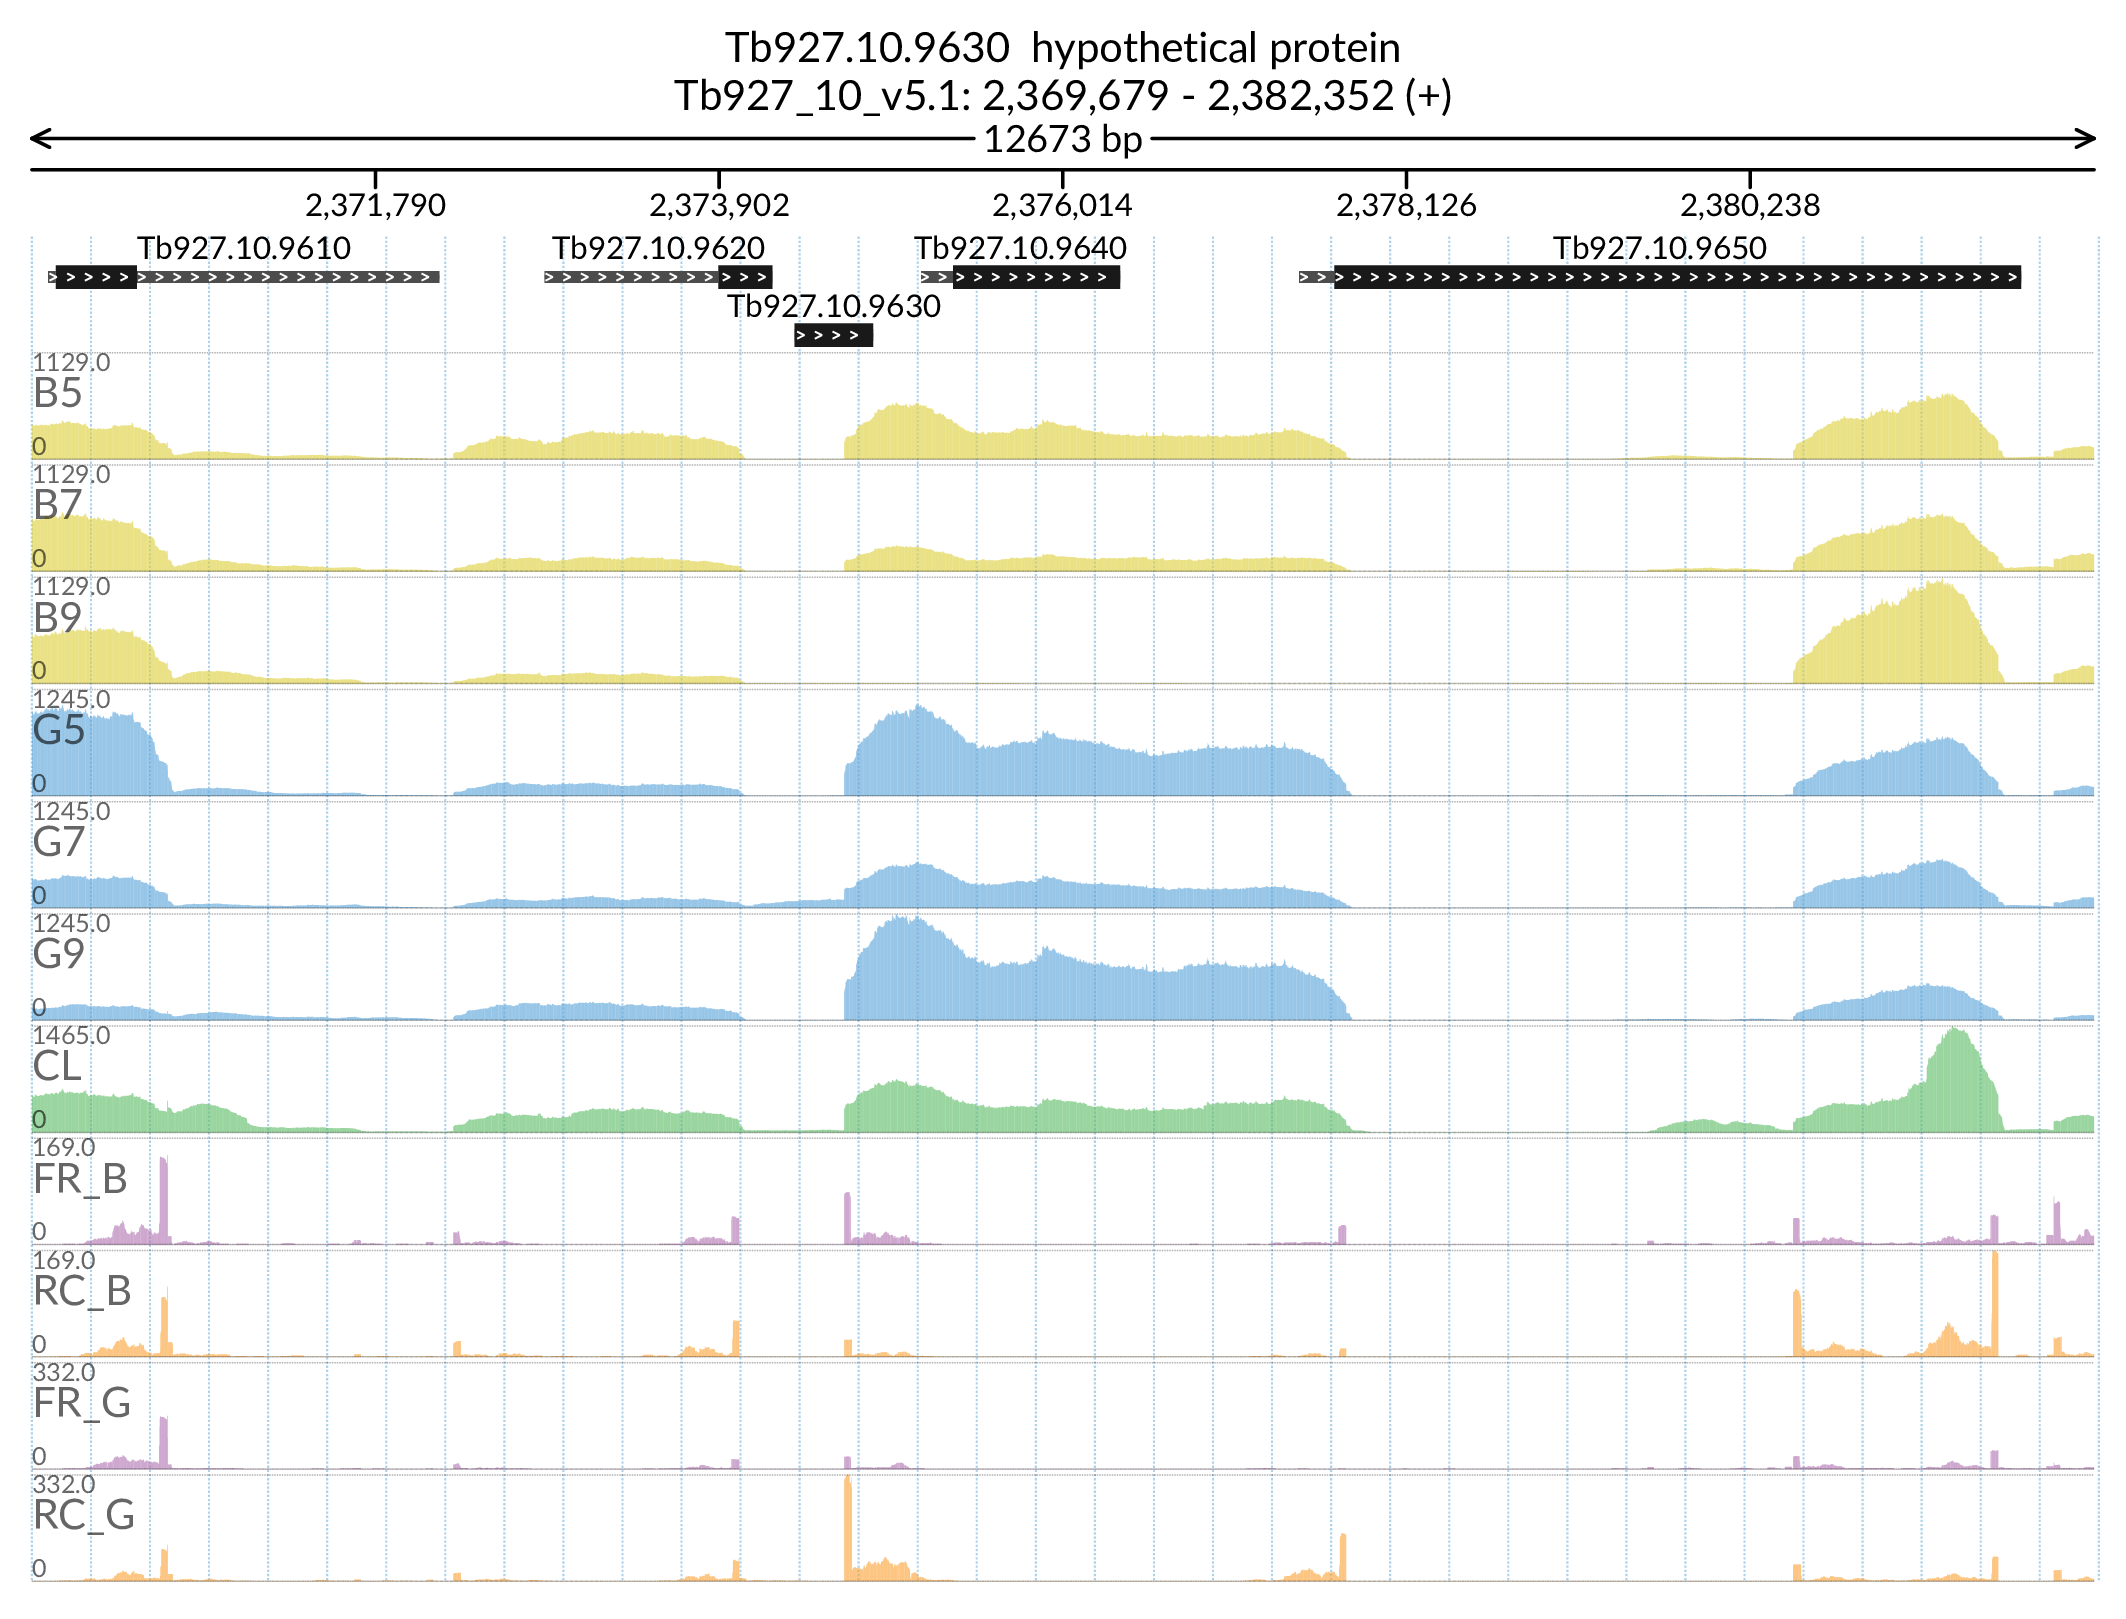 Tb927.10.9630  hypothetical protein
Tb927_10_v5.1: 2,369,679 - 2,382,352 (+)
12673 bp
2,371,790 2,373,902 2,376,014 2,378,126 2,380,238
Tb927.10.9610 Tb927.10.9620 Tb927.10.9640 Tb927.10.9650
Tb927.10.9630
1129.0
B5
0
1129.0
B7
0
1129.0
B9
0
1245.0
G5
0
1245.0
G7
0
1245.0
G9
0
1465.0
CL
0
169.0
FR_B
0
169.0
RC_B
0
332.0
FR_G
0
332.0
RC_G
0